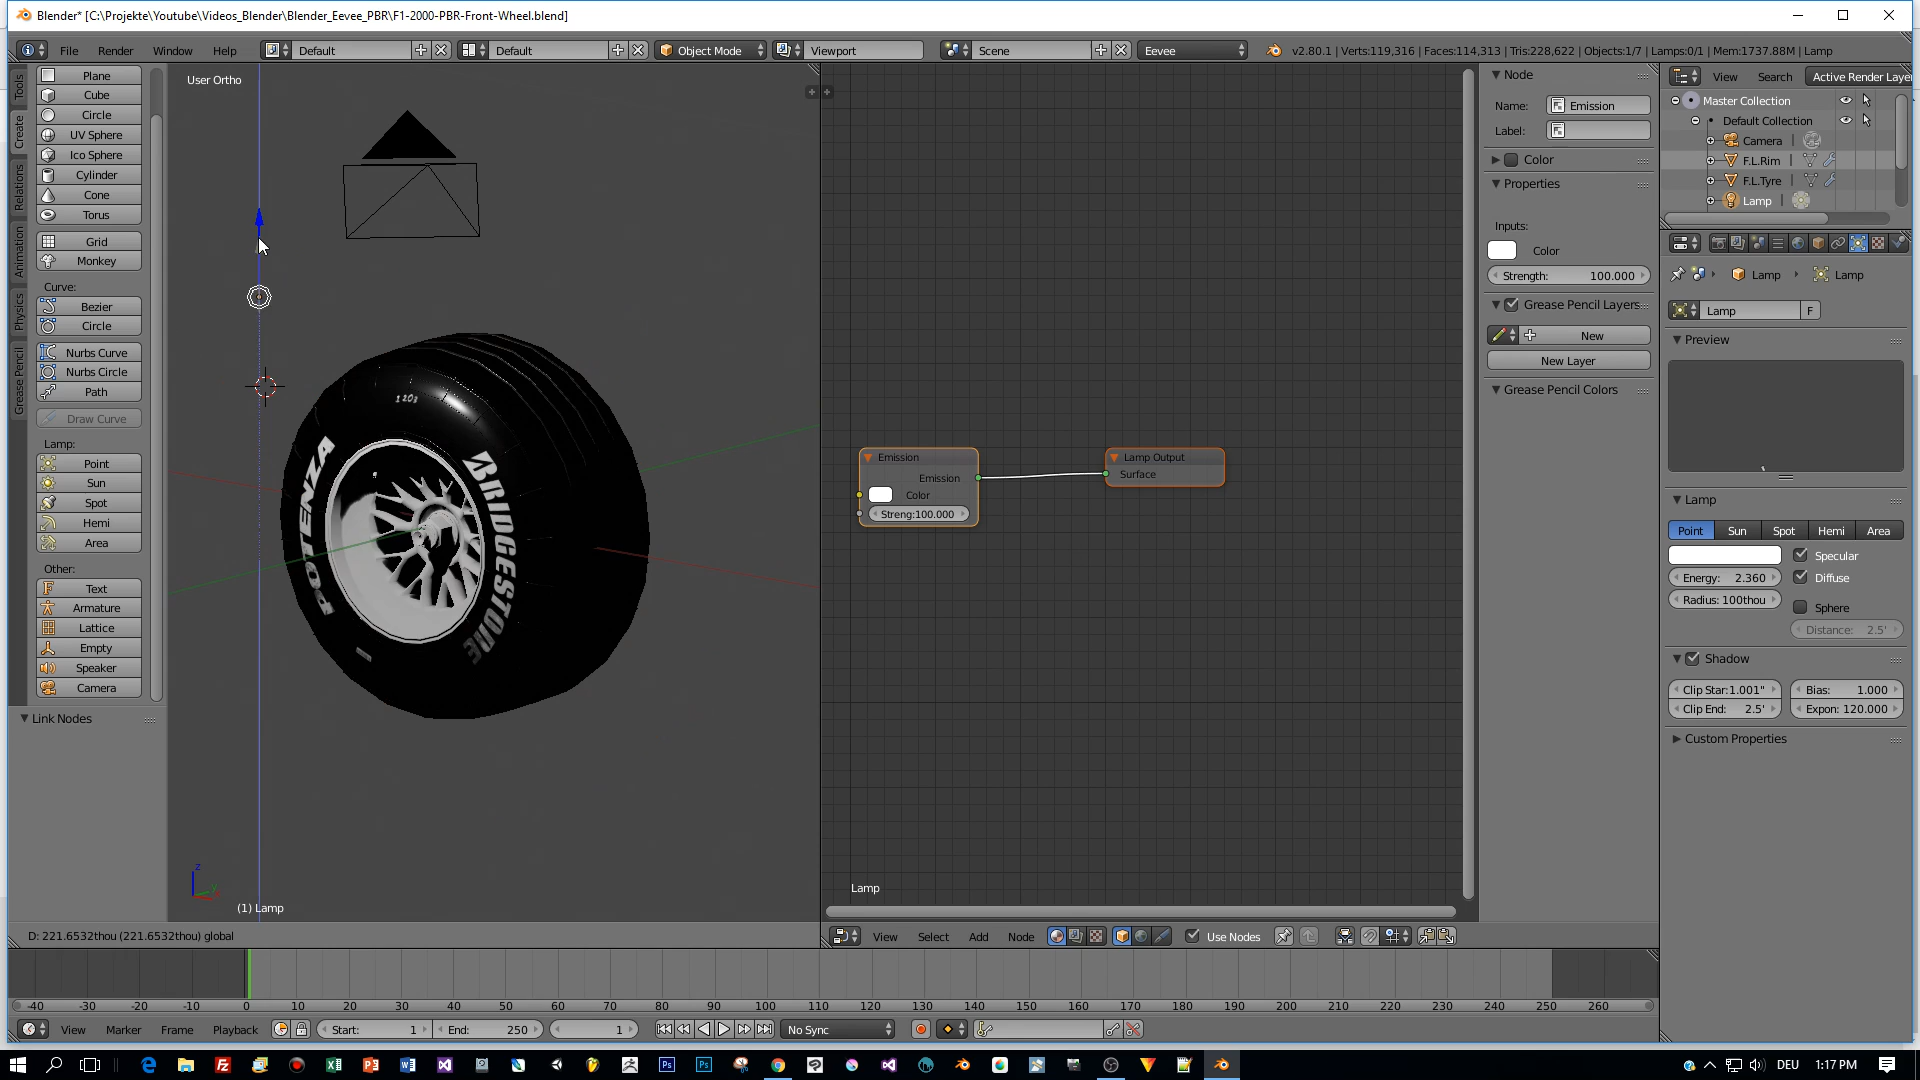 Blender* [C:\Projekte\Youtube\Videos_Blender\Blender_Eevee_PBR\F1-2000-PBR-Front-Wheel.blend]
File Render Window Help Default Default Object Mode Viewport Scene Eevee v2.80.1 | Verts:119,316 | Faces:114,313 | Tris:228,622 | Objects:1/7 | Lamps:0/1 | Mem:1737.88M | Lamp
Tools
Create
Relations
Animation
Physics
Grease Pencil
Plane
Cube
Circle
UV Sphere
Ico Sphere
Cylinder
Cone
Torus
Grid
Monkey
Curve:
Bezier
Circle
Nurbs Curve
Nurbs Circle
Path
Draw Curve
Lamp:
Point
Sun
Spot
Hemi
Area
Other:
Text
Armature
Lattice
Empty
Speaker
Camera
Link Nodes
User Ortho
1 203
POTENZA
BRIDGESTONE
z
y
(1) Lamp
D: 221.6532thou (221.6532thou) global
Emission
Emission
Color
Streng:100.000
Lamp Output
Surface
Lamp
View Select Add Node Use Nodes
Node
Name: Emission
Label:
Color
Properties
Inputs:
Color
Strength: 100.000
Grease Pencil Layers
New
New Layer
Grease Pencil Colors
View Search Active Render Laye
Master Collection
Default Collection
Camera
F.L.Rim
F.L.Tyre
Lamp
Lamp Lamp
Lamp F
Preview
Lamp
Point Sun Spot Hemi Area
Specular
Energy: 2.360 Diffuse
Radius: 100thou Sphere
Distance: 2.5'
Shadow
Clip Star:1.001" Bias: 1.000
Clip End: 2.5' Expon: 120.000
Custom Properties
-40 -30 -20 -10 0 10 20 30 40 50 60 70 80 90 100 110 120 130 140 150 160 170 180 190 200 210 220 230 240 250 260
View Marker Frame Playback Start: 1 End: 250 1 No Sync
DEU 1:17 PM